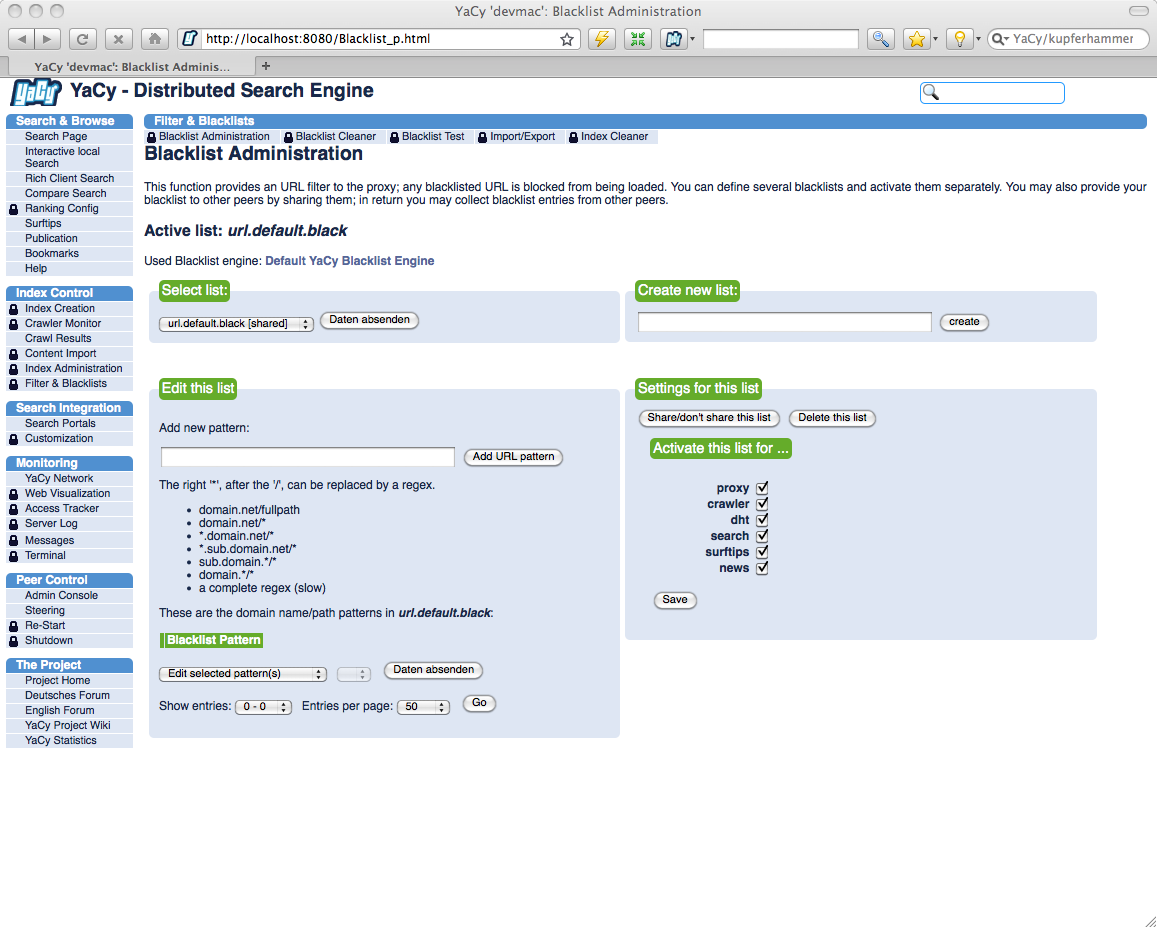 YaCy 'devmac': Blacklist Administration
http://localhost:8080/Blacklist_p.html
YaCy/kupferhammer
YaCy 'devmac': Blacklist Adminis...
+
YaCy
YaCy - Distributed Search Engine
Search & Browse
Search Page
Interactive local
Search
Rich Client Search
Compare Search
Ranking Config
Surftips
Publication
Bookmarks
Help
Index Control
Index Creation
Crawler Monitor
Crawl Results
Content Import
Index Administration
Filter & Blacklists
Search Integration
Search Portals
Customization
Monitoring
YaCy Network
Web Visualization
Access Tracker
Server Log
Messages
Terminal
Peer Control
Admin Console
Steering
Re-Start
Shutdown
The Project
Project Home
Deutsches Forum
English Forum
YaCy Project Wiki
YaCy Statistics
Filter & Blacklists
Blacklist Administration Blacklist Cleaner Blacklist Test Import/Export Index Cleaner
Blacklist Administration
This function provides an URL filter to the proxy; any blacklisted URL is blocked from being loaded. You can define several blacklists and activate them separately. You may also provide your
blacklist to other peers by sharing them; in return you may collect blacklist entries from other peers.
Active list: url.default.black
Used Blacklist engine: Default YaCy Blacklist Engine
Select list:
url.default.black [shared] Daten absenden
Create new list:
create
Edit this list
Add new pattern:
Add URL pattern
The right '*', after the '/', can be replaced by a regex.
• domain.net/fullpath
• domain.net/*
• *.domain.net/*
• *.sub.domain.net/*
• sub.domain.*/*
• domain.*/*
• a complete regex (slow)
These are the domain name/path patterns in url.default.black:
Blacklist Pattern
Edit selected pattern(s) Daten absenden
Show entries: 0 - 0 Entries per page: 50 Go
Settings for this list
Share/don't share this list Delete this list
Activate this list for ...
proxy
crawler
dht
search
surftips
news
Save